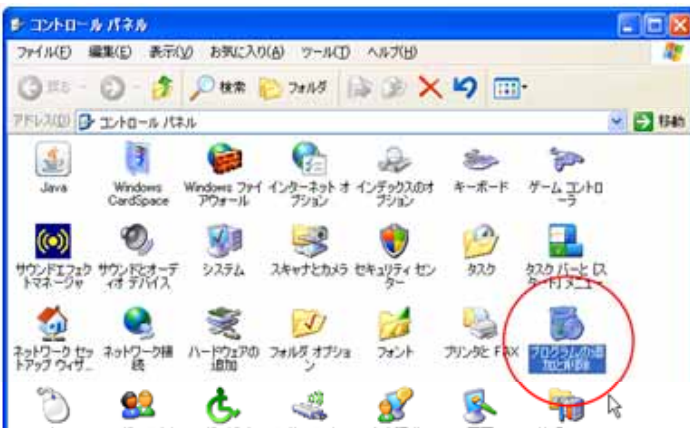 コントロール パネル
ファイル(F) 編集(E) 表示(V) お気に入り(A) ツール(T) ヘルプ(H)
戻る 検索 フォルダ
アドレス(D) コントロール パネル 移動
Java Windows CardSpace Windows ファイアウォール インターネット オプション インデックスのオプション キーボード ゲーム コントローラ
サウンドエフェクトマネージャ サウンドとオーディオ デバイス システム スキャナとカメラ セキュリティ センター タスク タスク バーと [スタート] メニュー
ネットワーク セットアップ ウィザ... ネットワーク接続 ハードウェアの追加 フォルダ オプション フォント プリンタと FAX プログラムの追加と削除